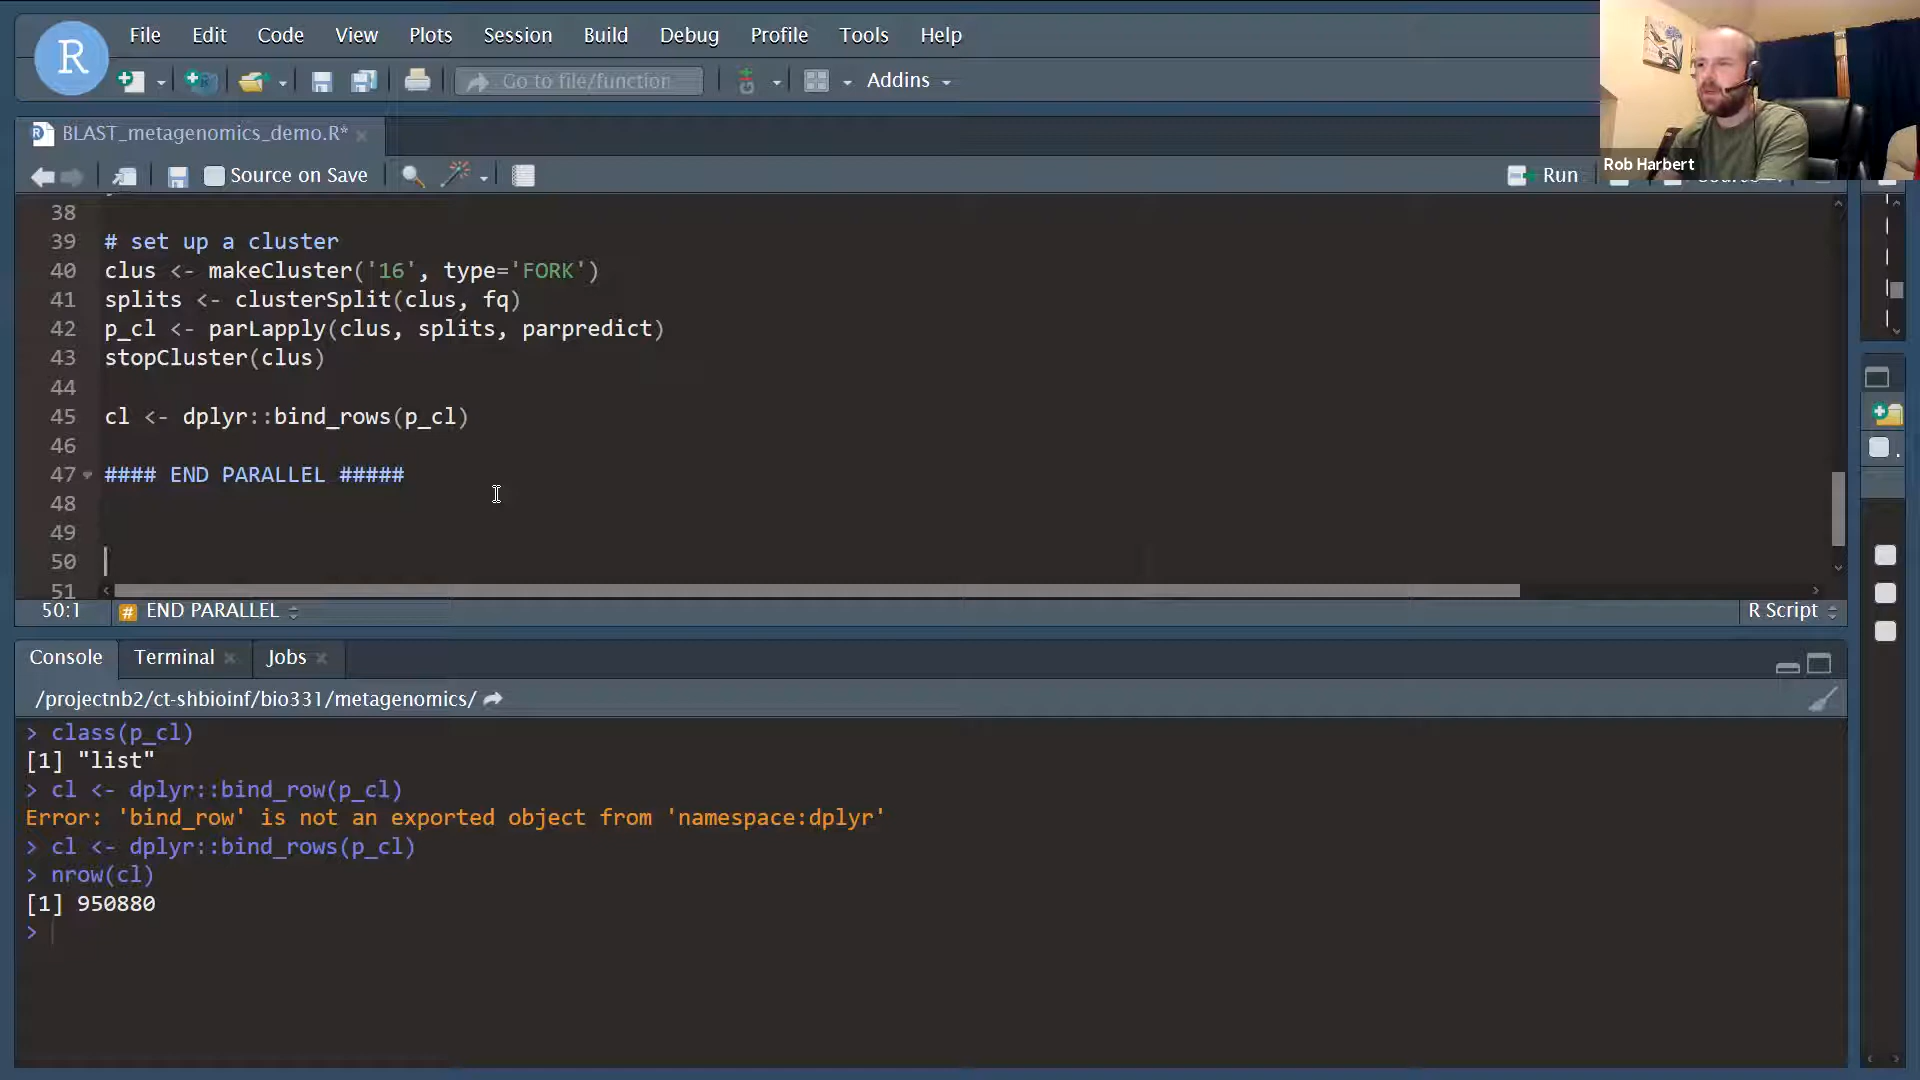 R File Edit Code View Plots Session Build Debug Profile Tools Help
Go to file/function Addins
Rob Harbert
BLAST_metagenomics_demo.R*
Source on Save Run
38
39 # set up a cluster
40 clus <- makeCluster('16', type='FORK')
41 splits <- clusterSplit(clus, fq)
42 p_cl <- parLapply(clus, splits, parpredict)
43 stopCluster(clus)
44
45 cl <- dplyr::bind_rows(p_cl)
46
47 #### END PARALLEL #####
48
49
50
51
50:1 # END PARALLEL R Script
Console Terminal Jobs
/projectnb2/ct-shbioinf/bio331/metagenomics/
> class(p_cl)
[1] "list"
> cl <- dplyr::bind_row(p_cl)
Error: 'bind_row' is not an exported object from 'namespace:dplyr'
> cl <- dplyr::bind_rows(p_cl)
> nrow(cl)
[1] 950880
>